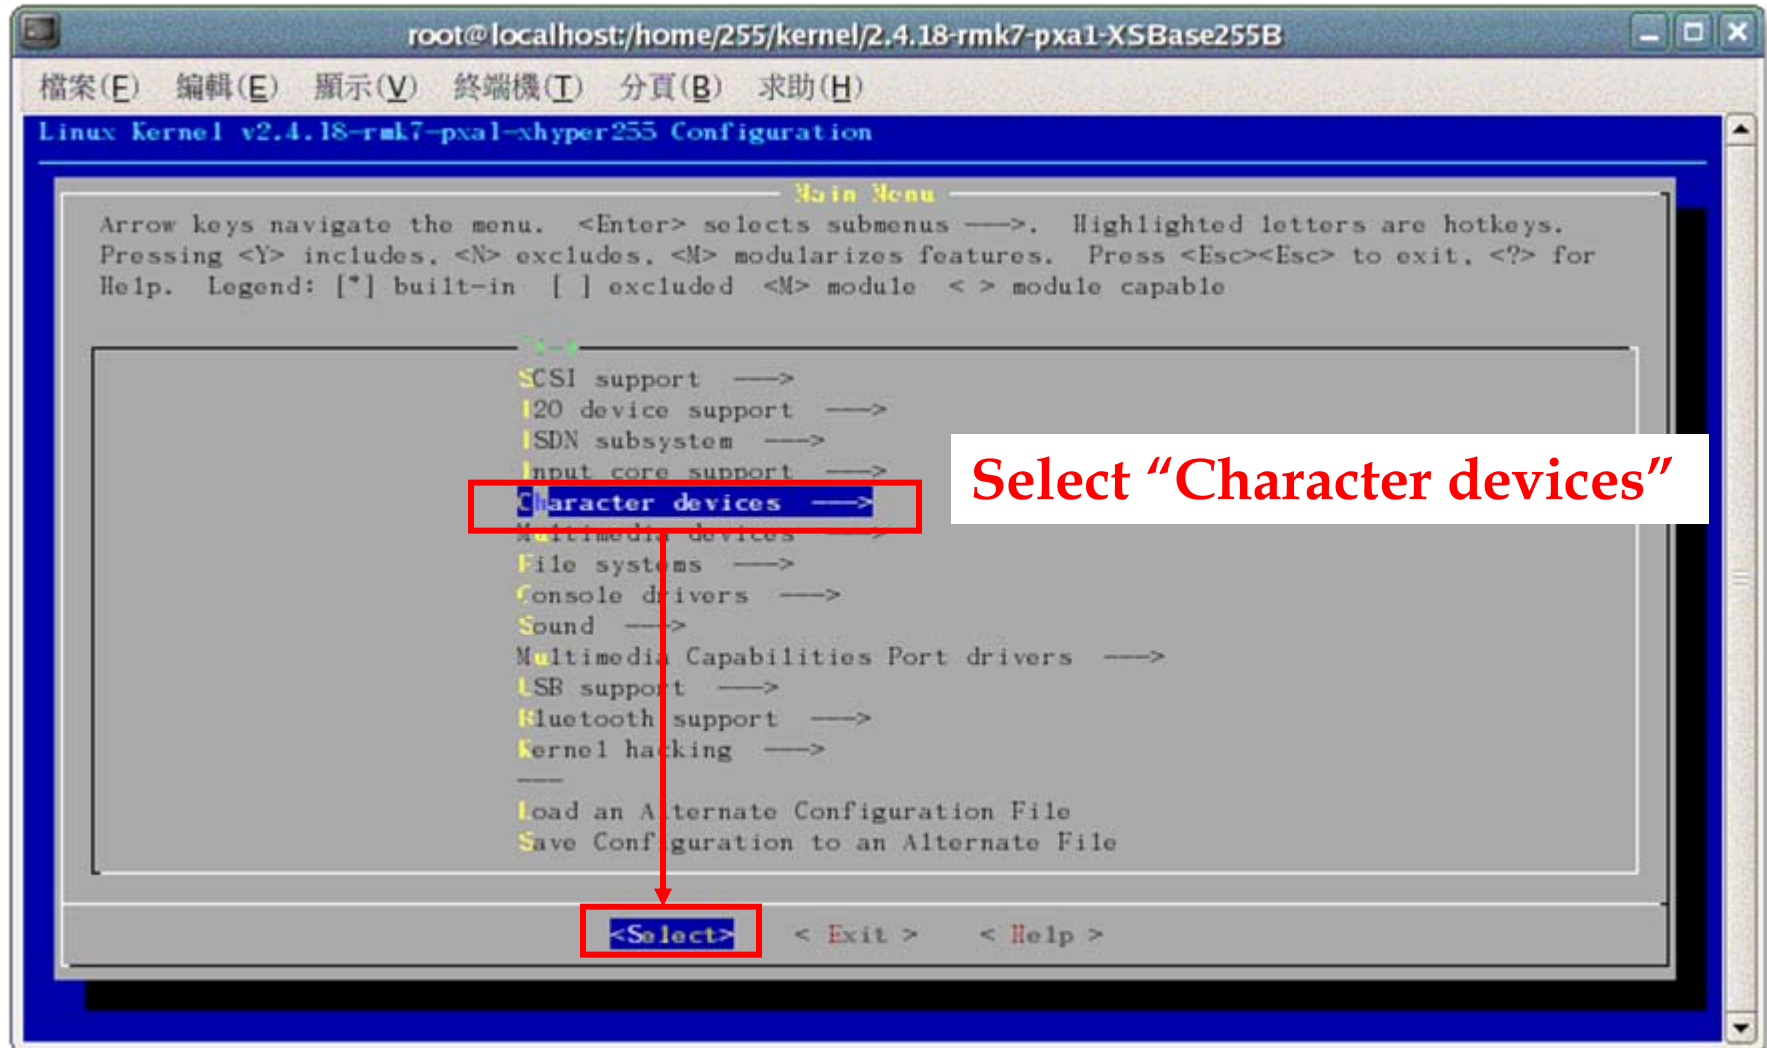 root@localhost:/home/255/kernel/2.4.18-rmk7-pxa1-XSBase255B
檔案(F) 編輯(E) 顯示(V) 終端機(T) 分頁(B) 求助(H)
Linux Kernel v2.4.18-rmk7-pxa1-xhyper255 Configuration
Main Menu
Arrow keys navigate the menu. <Enter> selects submenus --->. Highlighted letters are hotkeys.
Pressing <Y> includes, <N> excludes, <M> modularizes features. Press <Esc><Esc> to exit, <?> for
Help. Legend: [*] built-in [ ] excluded <M> module < > module capable
SCSI support --->
I2O device support --->
ISDN subsystem --->
Input core support --->
Character devices --->
Select “Character devices”
Multimedia devices --->
File systems --->
Console drivers --->
Sound --->
Multimedia Capabilities Port drivers --->
USB support --->
Bluetooth support --->
Kernel hacking --->
---
Load an Alternate Configuration File
Save Configuration to an Alternate File
<Select> < Exit > < Help >